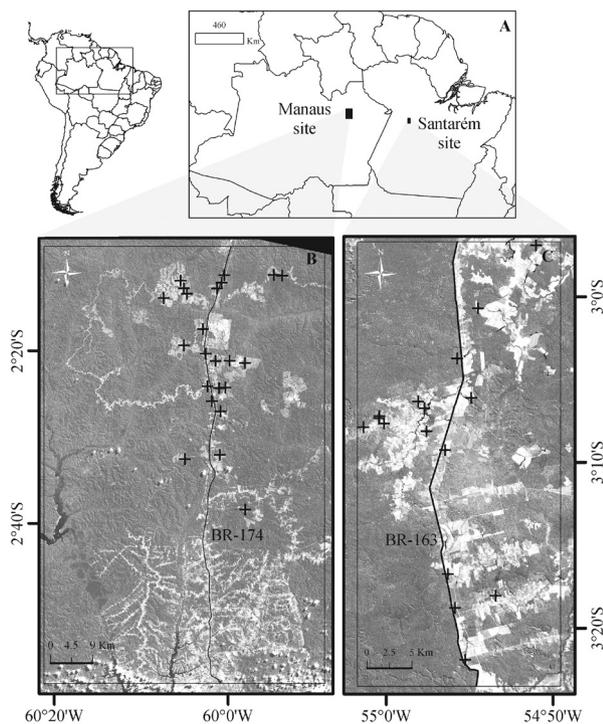 460
Km
A
Manaus
site
Santarém
site
N
B
N
C
3°0'S
2°20'S
3°10'S
2°40'S
BR-174
BR-163
3°20'S
0 4.5 9 Km
0 2.5 5 Km
60°20'W
60°0'W
55°0'W
54°50'W